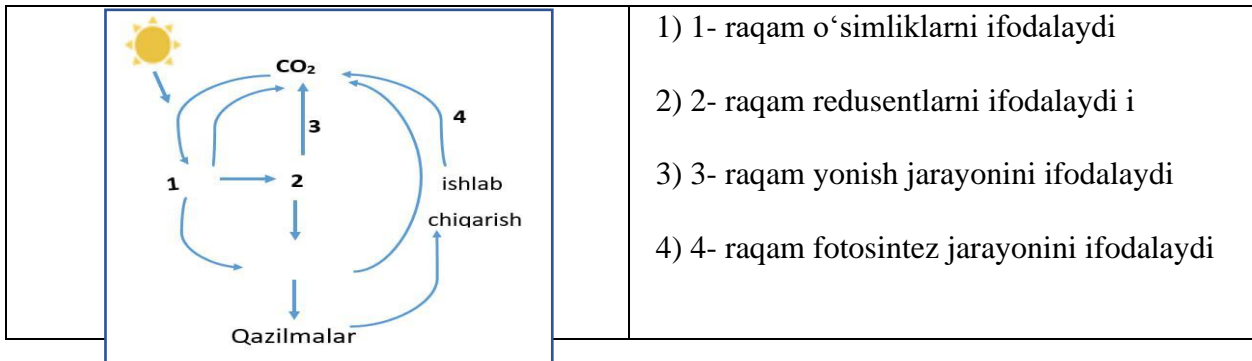 CO₂
3
4
1
2
ishlab
chiqarish
Qazilmalar
1) 1- raqam o‘simliklarni ifodalaydi
2) 2- raqam redusentlarni ifodalaydi i
3) 3- raqam yonish jarayonini ifodalaydi
4) 4- raqam fotosintez jarayonini ifodalaydi